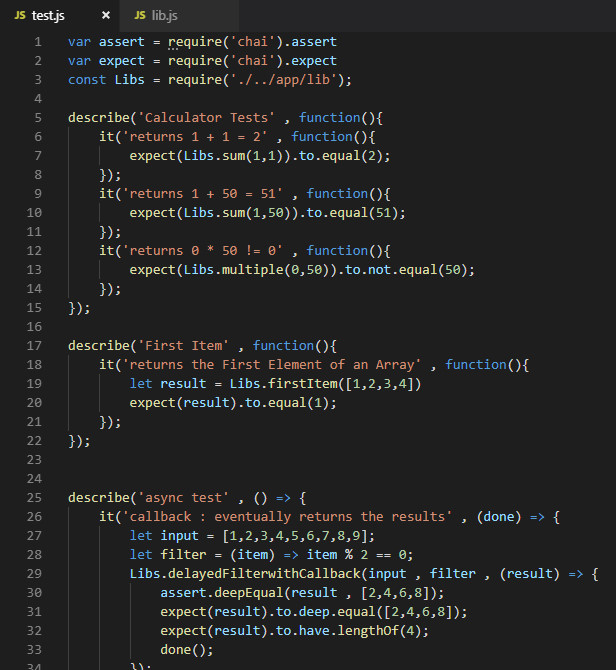 JS test.js × JS lib.js
1 var assert = require('chai').assert
2 var expect = require('chai').expect
3 const Libs = require('./../app/lib');
4
5 describe('Calculator Tests' , function(){
6     it('returns 1 + 1 = 2' , function(){
7         expect(Libs.sum(1,1)).to.equal(2);
8     });
9     it('returns 1 + 50 = 51' , function(){
10         expect(Libs.sum(1,50)).to.equal(51);
11     });
12     it('returns 0 * 50 != 0' , function(){
13         expect(Libs.multiple(0,50)).to.not.equal(50);
14     });
15 });
16
17 describe('First Item' , function(){
18     it('returns the First Element of an Array' , function(){
19         let result = Libs.firstItem([1,2,3,4])
20         expect(result).to.equal(1);
21     });
22 });
23
24
25 describe('async test' , () => {
26     it('callback : eventually returns the results' , (done) => {
27         let input = [1,2,3,4,5,6,7,8,9];
28         let filter = (item) => item % 2 == 0;
29         Libs.delayedFilterwithCallback(input , filter , (result) => {
30             assert.deepEqual(result , [2,4,6,8]);
31             expect(result).to.deep.equal([2,4,6,8]);
32             expect(result).to.have.lengthOf(4);
33             done();
34         });